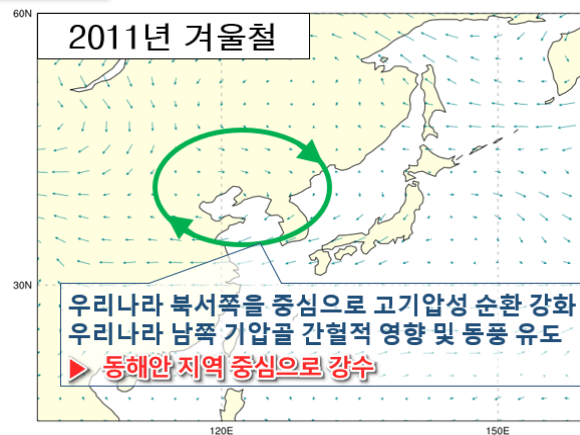 2011년 겨울철
60N
30N
우리나라 북서쪽을 중심으로 고기압성 순환 강화
우리나라 남쪽 기압골 간헐적 영향 및 동풍 유도
▶ 동해안 지역 중심으로 강수
120E
150E